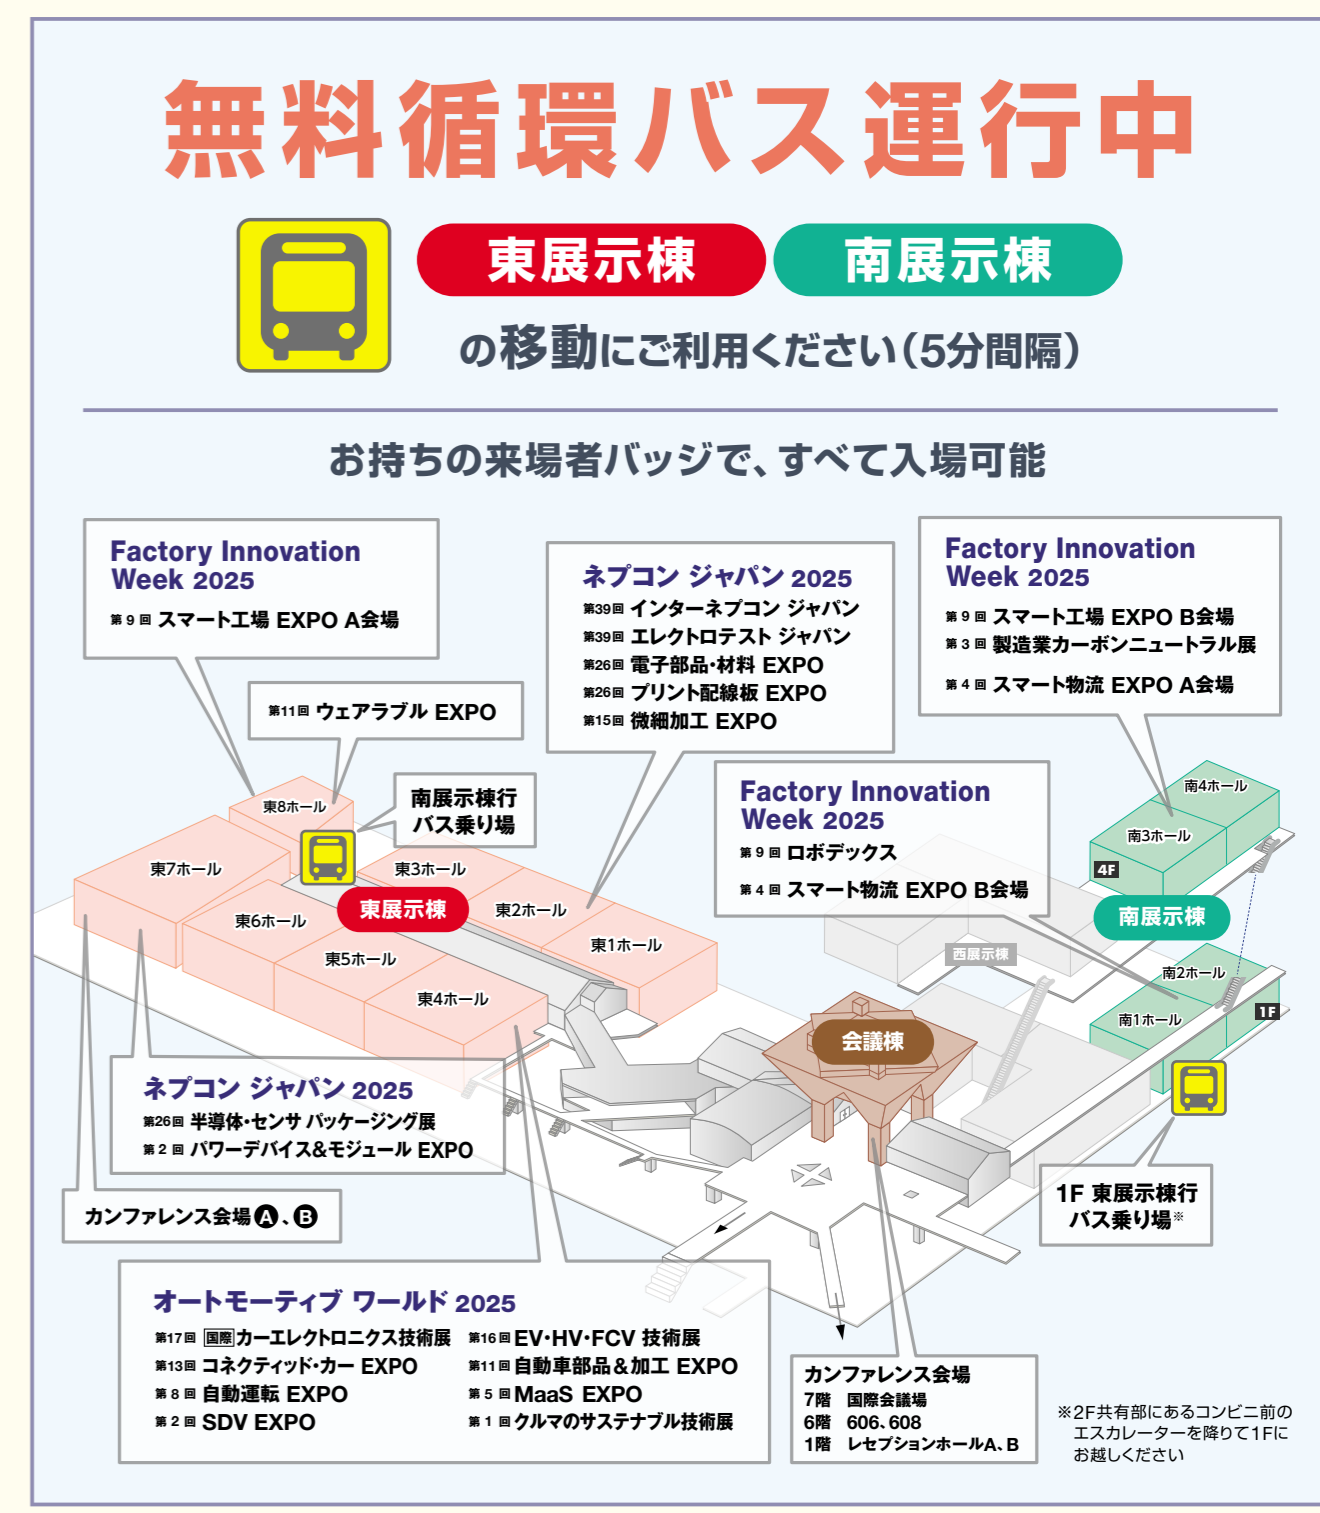 無料循環バス運行中
東展示棟 南展示棟
の移動にご利用ください（5分間隔）
お持ちの来場者バッジで、すべて入場可能
Factory Innovation
Week 2025
第9回 スマート工場 EXPO A会場
第11回 ウェアラブル EXPO
ネプコン ジャパン 2025
第39回 インターネプコン ジャパン
第39回 エレクトロテスト ジャパン
第26回 電子部品・材料 EXPO
第26回 プリント配線板 EXPO
第15回 微細加工 EXPO
Factory Innovation
Week 2025
第9回 スマート工場 EXPO B会場
第3回 製造業カーボンニュートラル展
第4回 スマート物流 EXPO A会場
Factory Innovation
Week 2025
第9回 ロボデックス
第4回 スマート物流 EXPO B会場
南展示棟行
バス乗り場
東8ホール
東7ホール
東3ホール
東展示棟
東2ホール
東6ホール
東1ホール
東5ホール
東4ホール
南4ホール
南3ホール
4F
南展示棟
西展示棟
南2ホール
南1ホール
1F
会議棟
ネプコン ジャパン 2025
第26回 半導体・センサ パッケージング展
第2回 パワーデバイス&モジュール EXPO
カンファレンス会場A、B
1F 東展示棟行
バス乗り場※
オートモーティブ ワールド 2025
第17回 国際カーエレクトロニクス技術展
第13回 コネクティッド・カー EXPO
第8回 自動運転 EXPO
第2回 SDV EXPO
第16回 EV・HV・FCV 技術展
第11回 自動車部品&加工 EXPO
第5回 MaaS EXPO
第1回 クルマのサステナブル技術展
カンファレンス会場
7階 国際会議場
6階 606、608
1階 レセプションホールA、B
※2F共有部にあるコンビニ前の
エスカレーターを降りて1Fに
お越しください